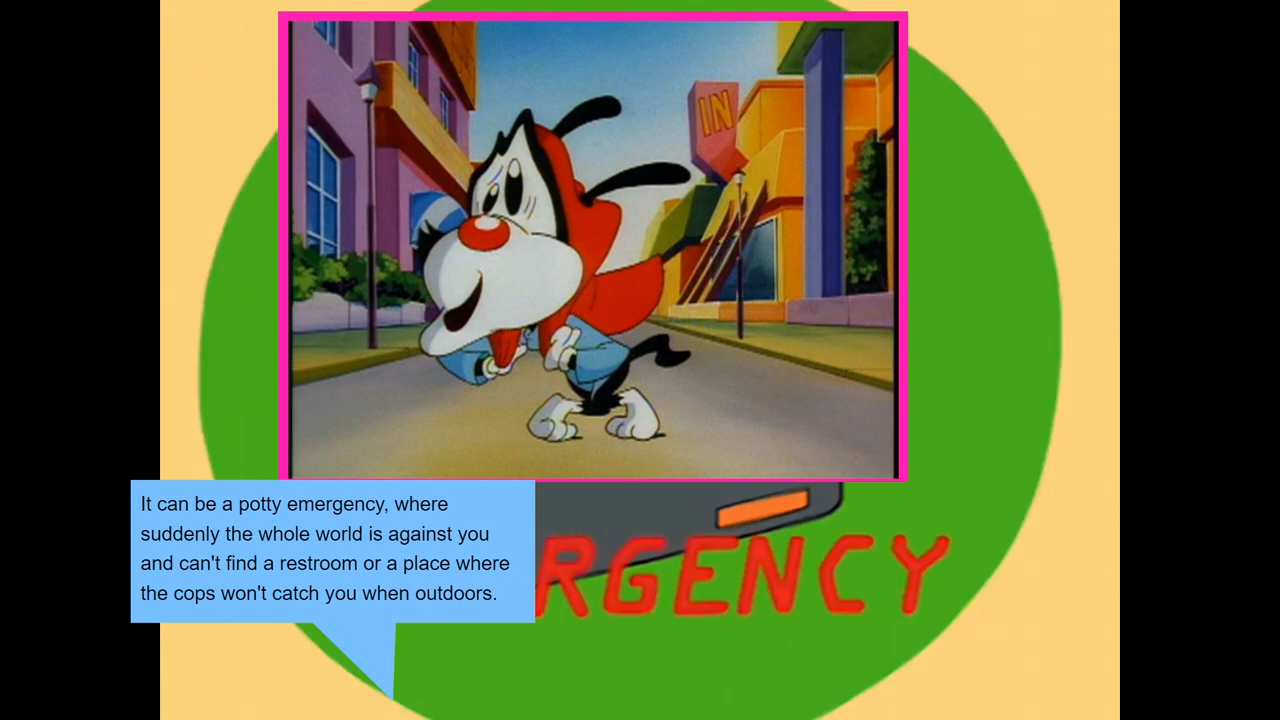 IN
It can be a potty emergency, where
suddenly the whole world is against you
and can't find a restroom or a place where
the cops won't catch you when outdoors.
RGENCY